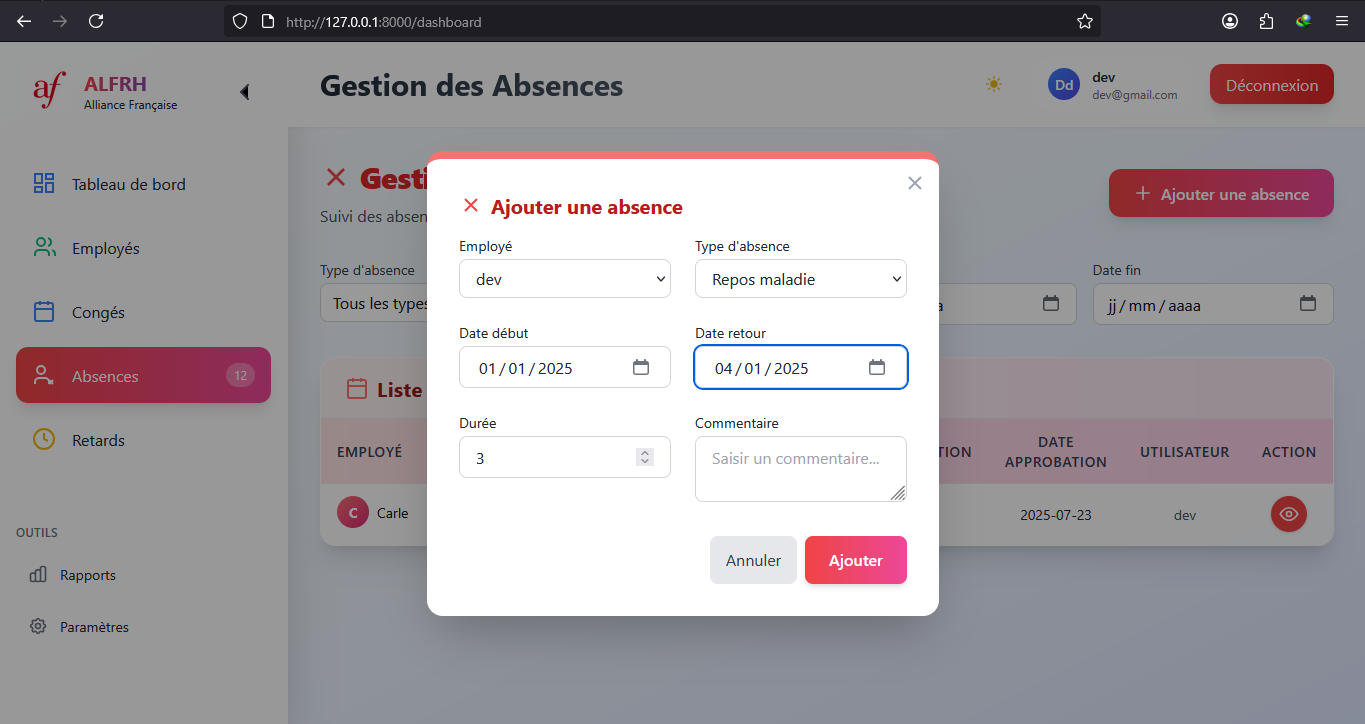 http://127.0.0.1:8000/dashboard
af
ALFRH
Alliance Française
Gestion des Absences
Dd
dev
dev@gmail.com
Déconnexion
Tableau de bord
Employés
Congés
Absences
12
Retards
OUTILS
Rapports
Paramètres
Gesti
Suivi des absen
+ Ajouter une absence
Type d'absence
Tous les types
a
Date fin
jj/mm/aaaa
Liste
EMPLOYÉ
TION
DATE
APPROBATION
UTILISATEUR
ACTION
C
Carle
2025-07-23
dev
Ajouter une absence
Employé
Type d'absence
dev
Repos maladie
Date début
Date retour
01/01/2025
04/01/2025
Durée
Commentaire
3
Saisir un commentaire...
Annuler
Ajouter